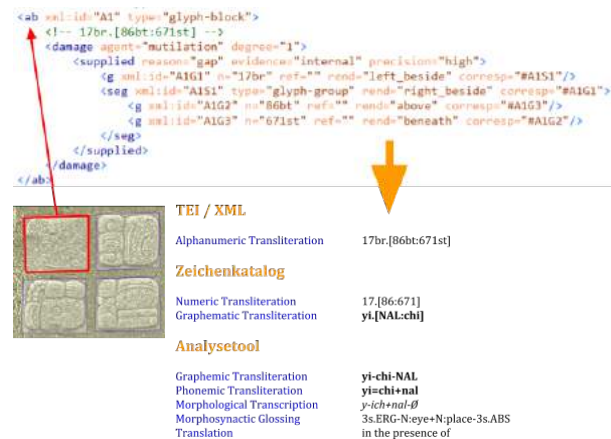 <ab xml:id="A1" type="glyph-block">
<!-- 17br.[86bt:671st] -->
<damage agent="mutilation" degree="1">
<supplied reason="gap" evidence="internal" precision="high">
<g xml:id="A1G1" n="17br" ref="" rend="left_beside" corresp="#A1S1"/>
<seg xml:id="A1S1" type="glyph-group" rend="right_beside" corresp="#A1G1">
<g xml:id="A1G2" n="86bt" ref="" rend="above" corresp="#A1G3"/>
<g xml:id="A1G3" n="671st" ref="" rend="beneath" corresp="#A1G2"/>
</seg>
</supplied>
</damage>
</ab>
TEI / XML
Alphanumeric Transliteration 17br.[86bt:671st]
Zeichenkatalog
Numeric Transliteration 17.[86:671]
Graphematic Transliteration yi.[NAL:chi]
Analysetool
Graphemic Transliteration yi-chi-NAL
Phonemic Transliteration yi=chi+nal
Morphological Transcription y-ich+nal-Ø
Morphosynactic Glossing 3s.ERG-N:eye+N:place-3s.ABS
Translation in the presence of